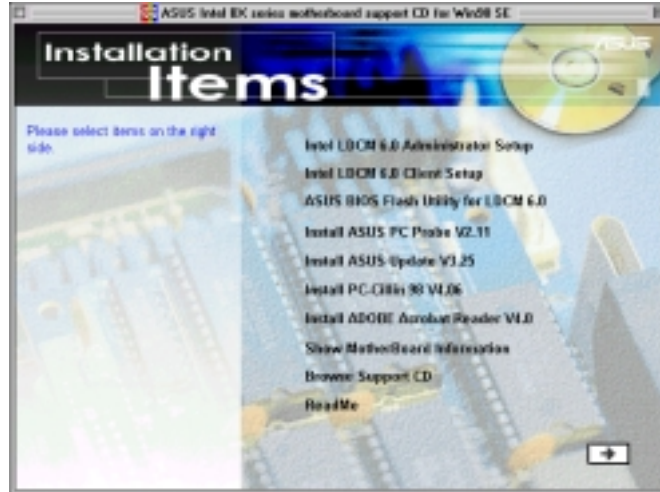 ASUS Intel BX series motherboard support CD for Win98 SE
Installation
Items
ASUS
Please select items on the right
side.
Intel LDCM 6.0 Administrator Setup
Intel LDCM 6.0 Client Setup
ASUS BIOS Flash Utility for LDCM 6.0
Install ASUS PC Probe V2.11
Install ASUS Update V3.25
Install PC-Cillin 98 V4.06
Install ADOBE Acrobat Reader V4.0
Show MotherBoard Information
Browse Support CD
ReadMe